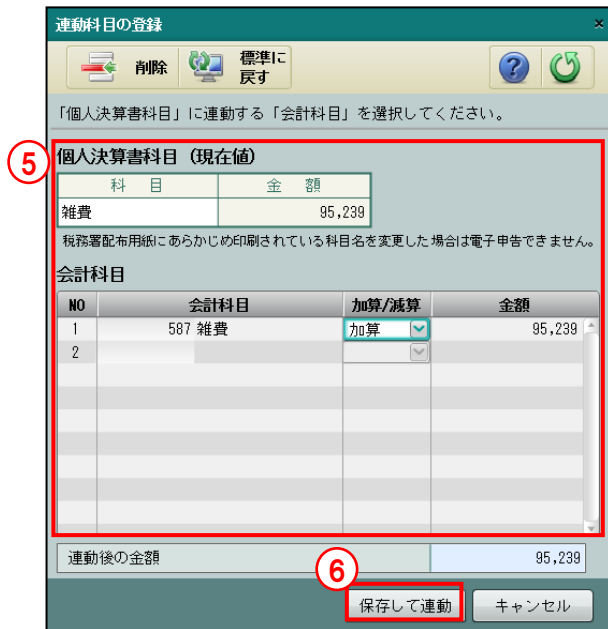 連動科目の登録 ×
削除 標準に戻す
「個人決算書科目」に連動する「会計科目」を選択してください。
⑤
個人決算書科目（現在値）
科 目 金 額
雑費 95,239
税務署配布用紙にあらかじめ印刷されている科目名を変更した場合は電子申告できません。
会計科目
NO 会計科目 加算/減算 金額
1 587 雑費 加算 95,239
2
連動後の金額 95,239
⑥
保存して連動 キャンセル